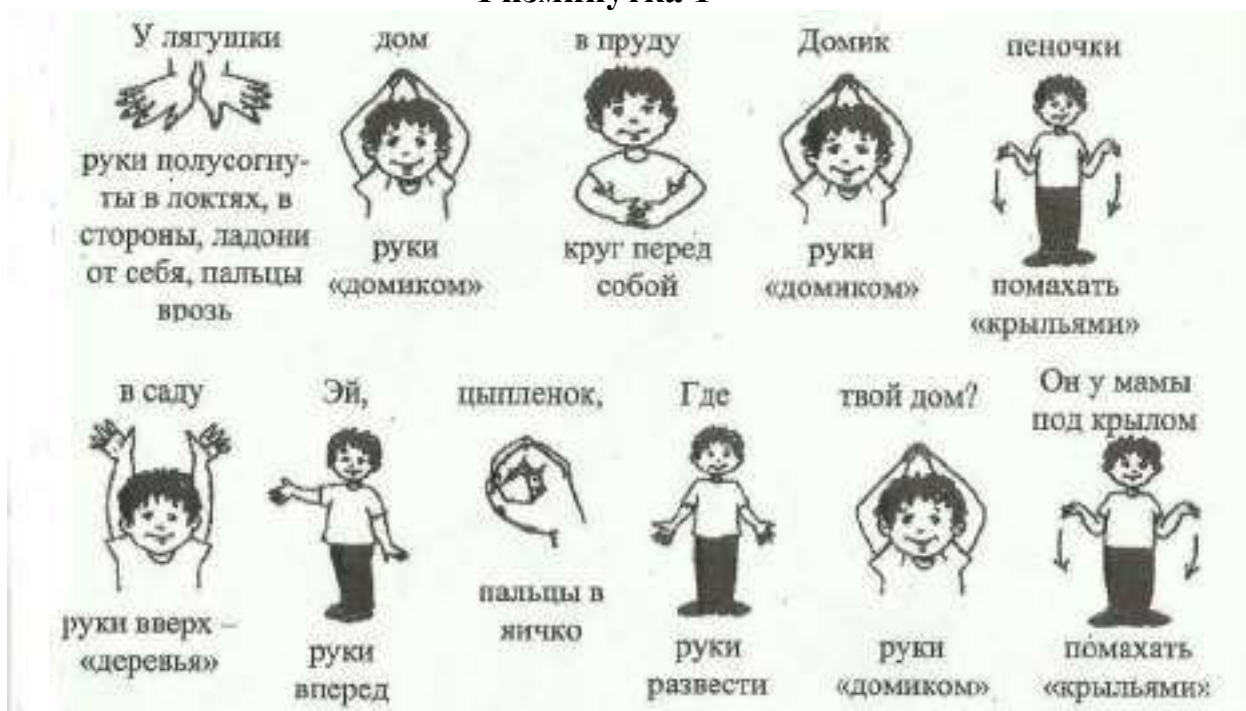 Разминутка 1
У лягушки
дом
в пруду
Домик
пеночки
руки полусогну-
ты в локтях, в
стороны, ладони
от себя, пальцы
врозь
руки
«домиком»
круг перед
собой
руки
«домиком»
помахать
«крыльями»
в саду
Эй,
цыпленок,
Где
твой дом?
Он у мамы
под крылом
руки вверх –
«деревья»
руки
вперед
пальцы в
яичко
руки
развести
руки
«домиком»
помахать
«крыльями»